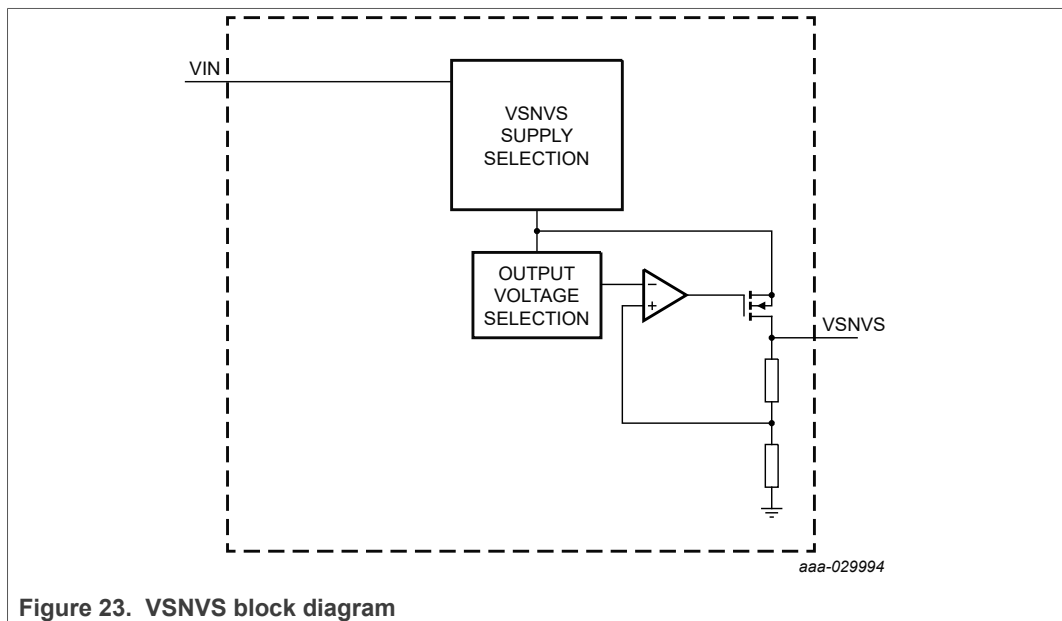 VIN
VSNVS
SUPPLY
SELECTION
OUTPUT
VOLTAGE
SELECTION
−
+
VSNVS
aaa-029994
Figure 23. VSNVS block diagram